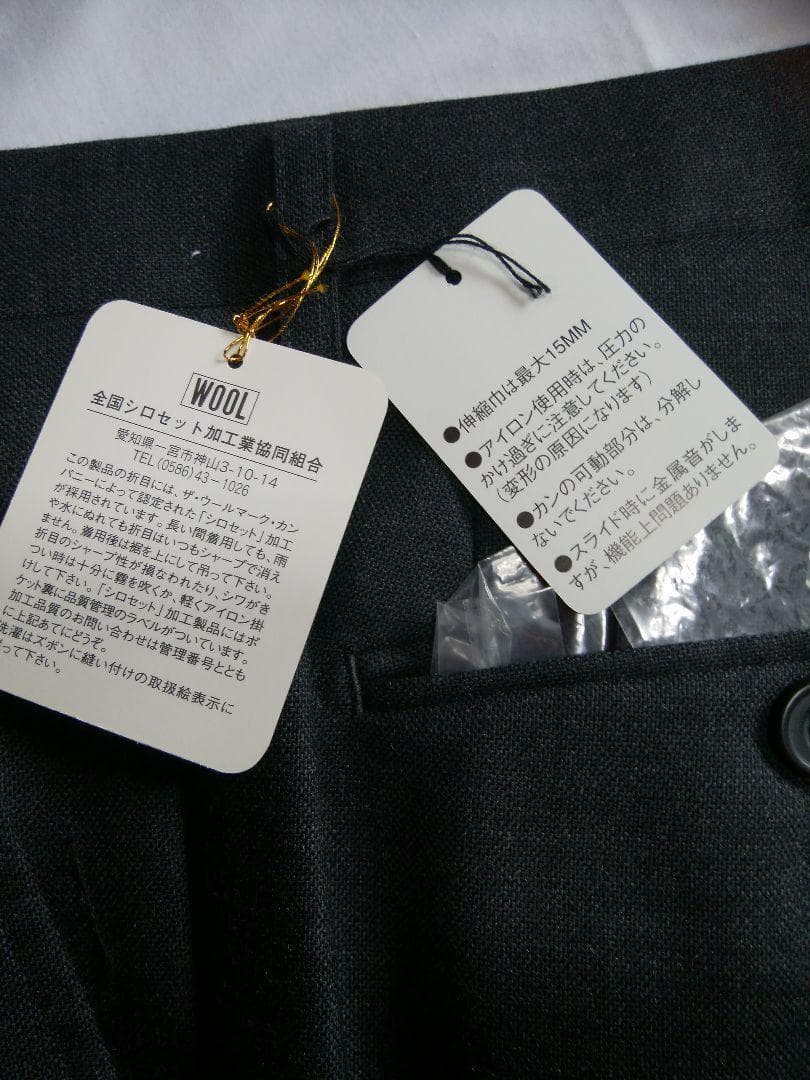 WOOL
全国シロセット加工業協同組合
愛知県一宮市神山3-10-14
TEL (0586)43-1026
この製品の折目には、ザ・ウールマーク・カン
パニーによって認定された「シロセット」加工
が採用されています。長い間着用しても、雨
や水にぬれても折目はいつもシャープで消え
ません。着用後は裾を上にして吊って下さい。
折目のシャープ性が損なわれたり、シワがき
つい時は十分に霧を吹くか、軽くアイロン掛
けして下さい。「シロセット」加工製品にはポ
ケット裏に品質管理のラベルがついています。
加工品質のお問い合わせは管理番号ととも
に上記あてにどうぞ。
洗濯はズボンに縫い付けの取扱絵表示に
って下さい。
●伸縮巾は最大15MM
●アイロン使用時は、圧力の
かけ過ぎに注意してください。
(変形の原因になります)
●カンの可動部分は、分解し
ないでください。
●スライド時に金属音がしま
すが、機能上問題ありません。